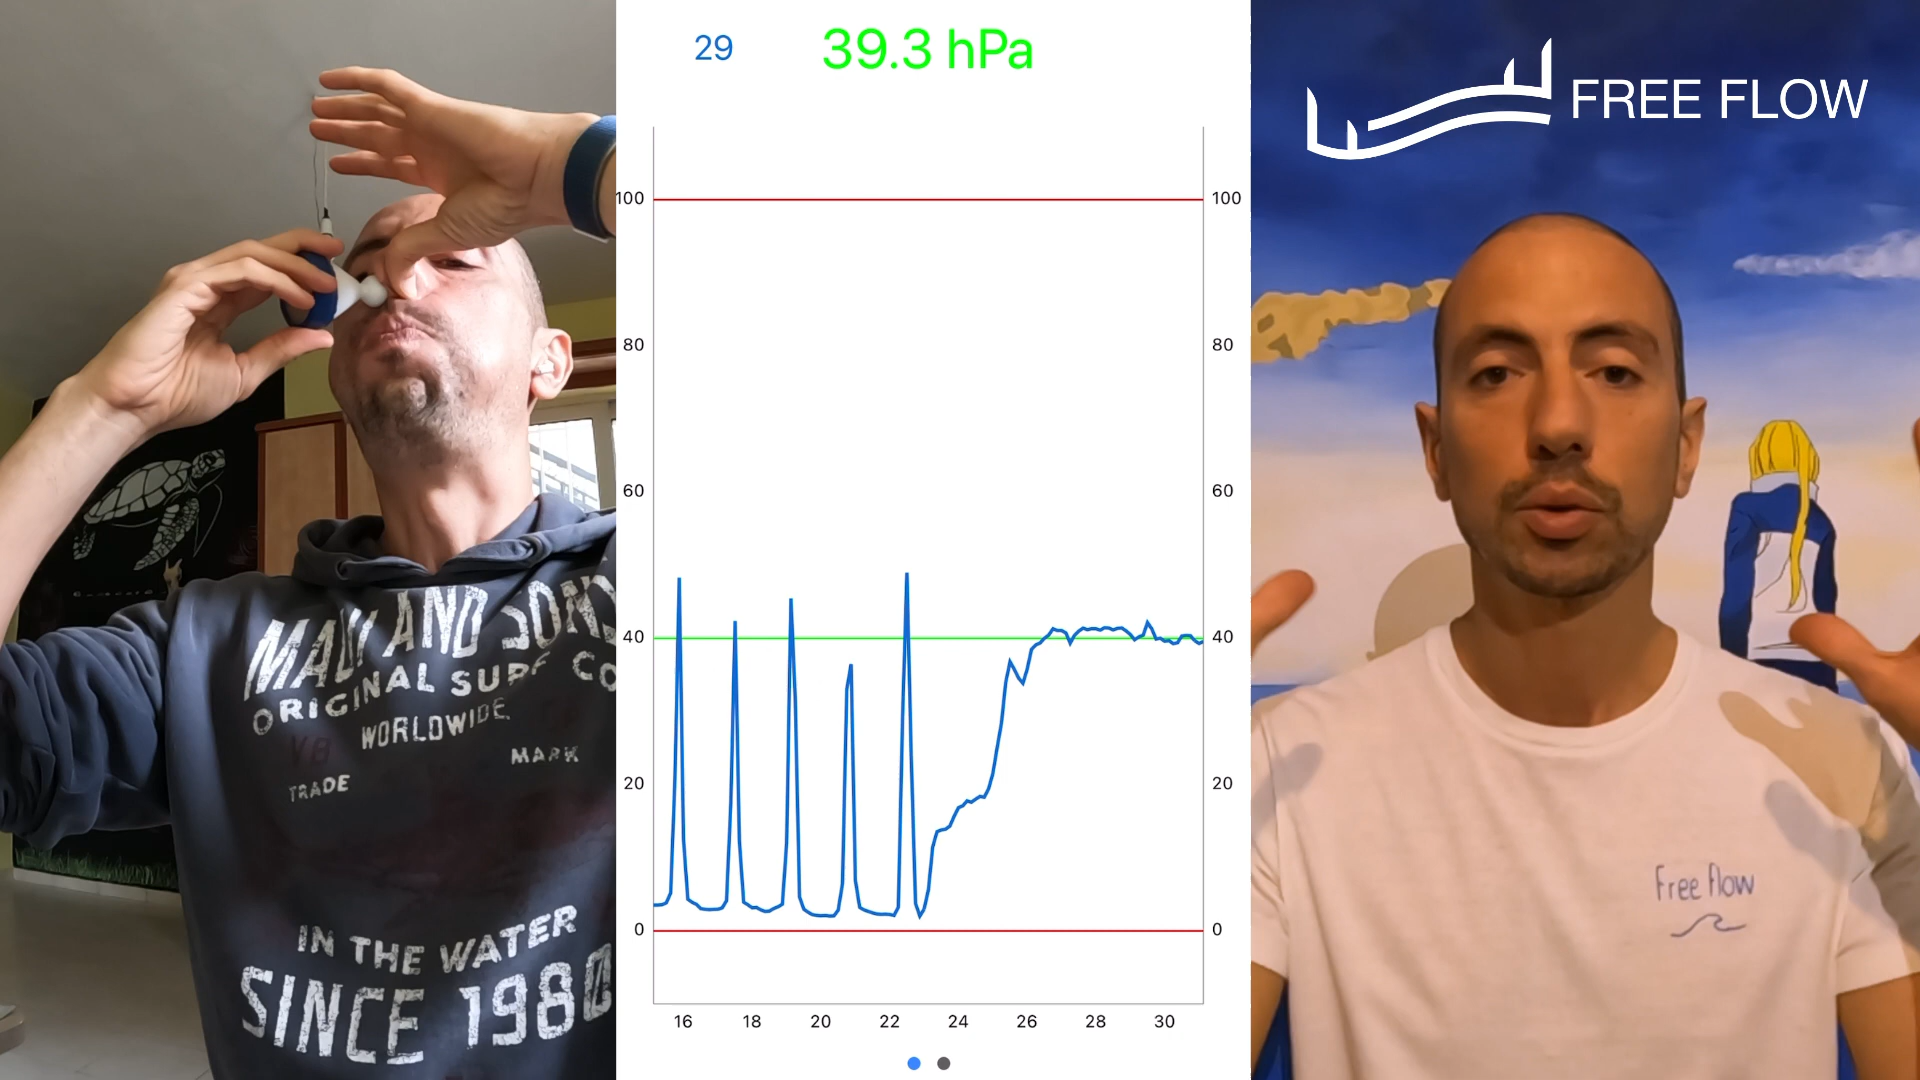 MAUI AND SONS
ORIGINAL SURF CO
WORLDWIDE
TRADE
MARK
IN THE WATER
SINCE 1980
29
39.3 hPa
100
80
60
40
20
0
100
80
60
40
20
0
16 18 20 22 24 26 28 30
FREE FLOW
Free flow